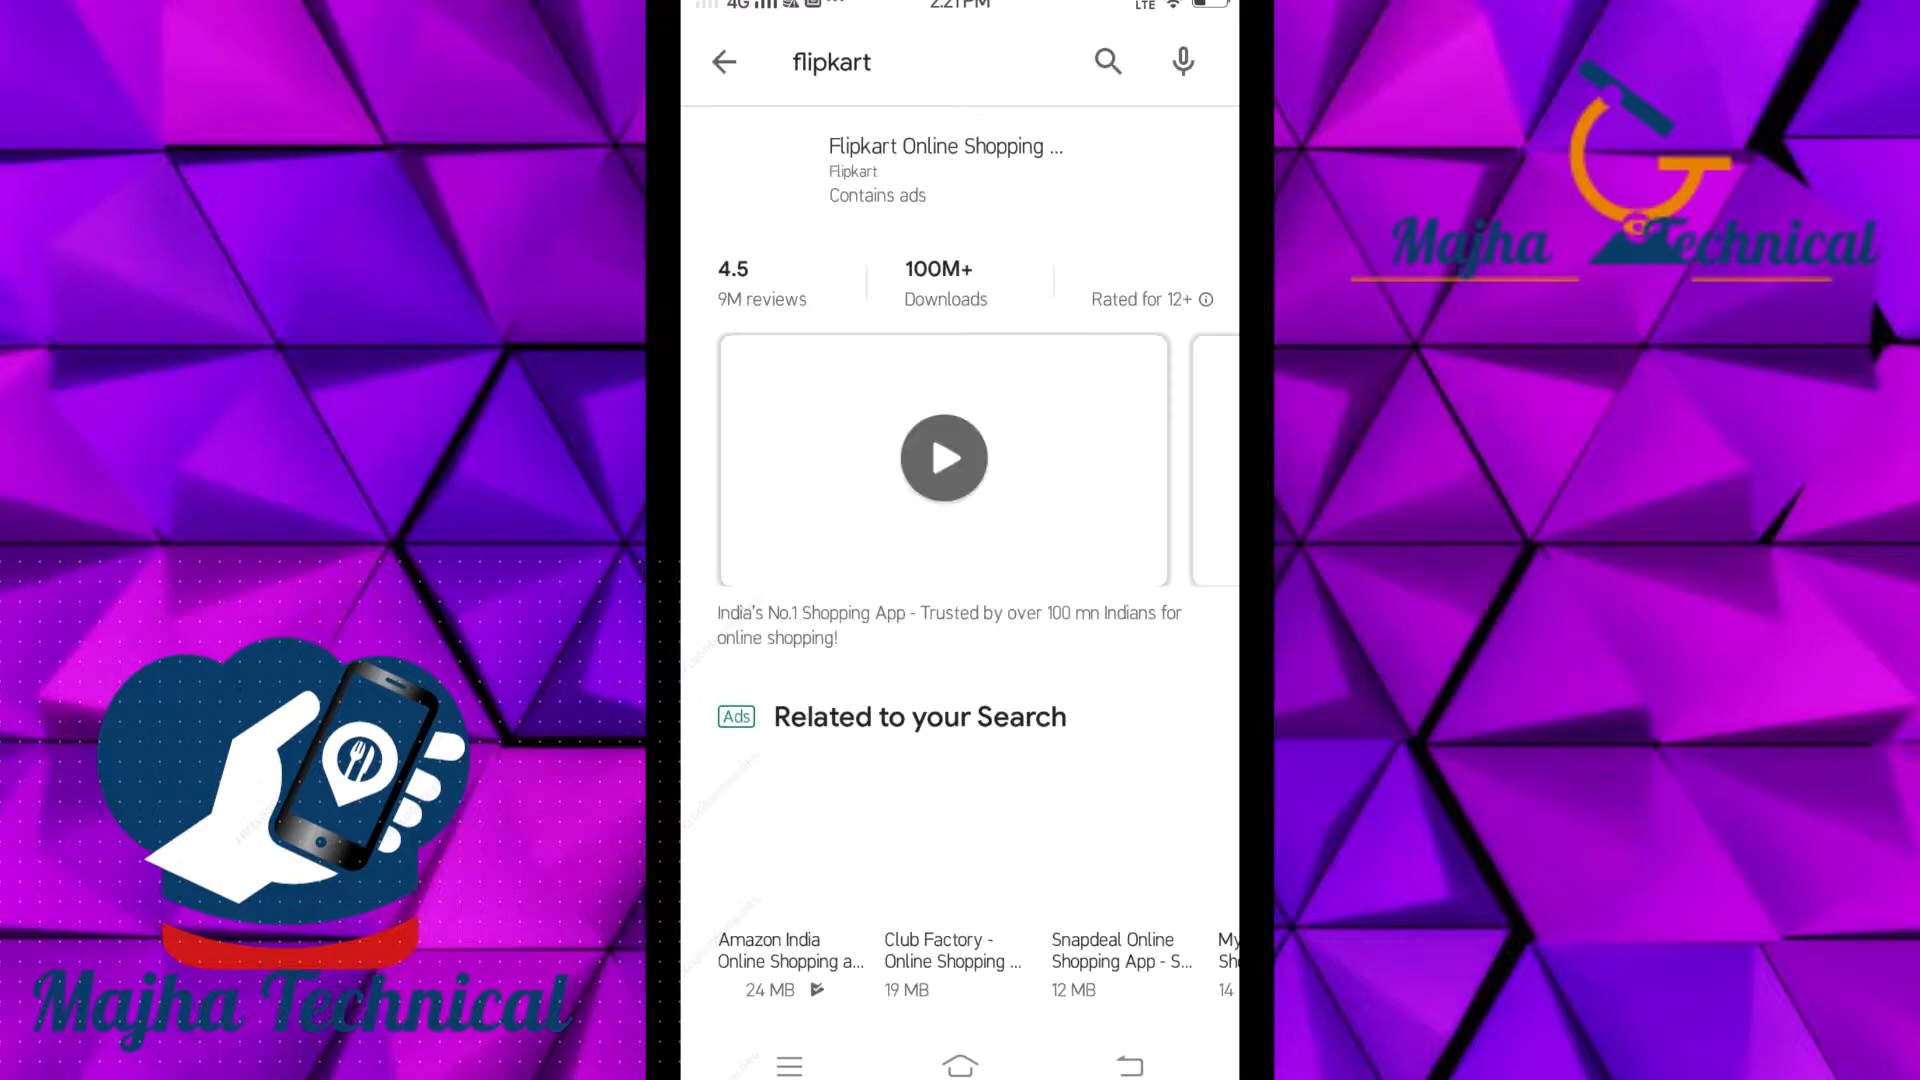 4G
2:21 PM
LTE
flipkart
Flipkart Online Shopping ...
Flipkart
Contains ads
4.5
9M reviews
100M+
Downloads
Rated for 12+
India's No.1 Shopping App - Trusted by over 100 mn Indians for
online shopping!
Ads Related to your Search
Amazon India
Online Shopping a...
24 MB
Club Factory -
Online Shopping ...
19 MB
Snapdeal Online
Shopping App - S...
12 MB
My
Sh
14
Majha Technical
Majha Technical